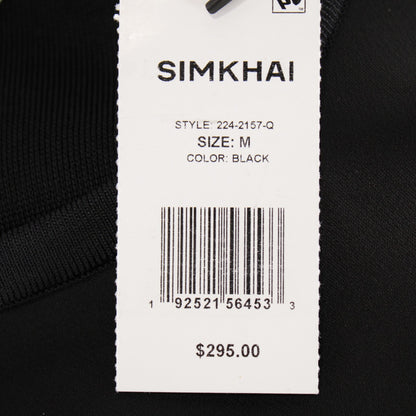 SIMKHAI
STYLE: 224-2157-Q
SIZE: M
COLOR: BLACK
1 92521 56453 3
$295.00